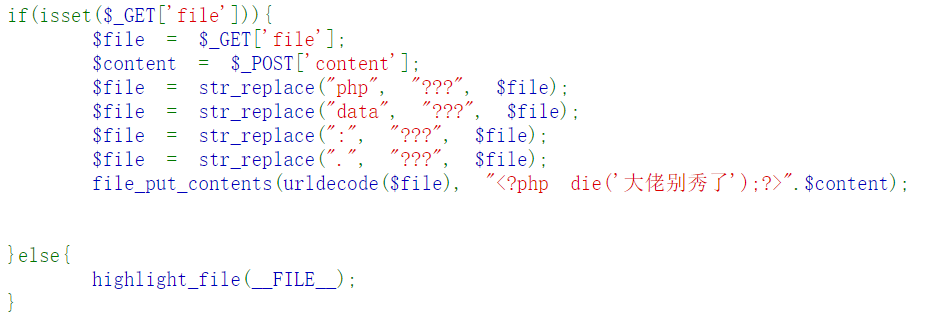 if(isset($_GET['file'])){
$file = $_GET['file'];
$content = $_POST['content'];
$file = str_replace("php", "???", $file);
$file = str_replace("data", "???", $file);
$file = str_replace(":", "???", $file);
$file = str_replace(".", "???", $file);
file_put_contents(urldecode($file), "<?php die('大佬别秀了');?>".$content);
}else{
highlight_file(__FILE__);
}